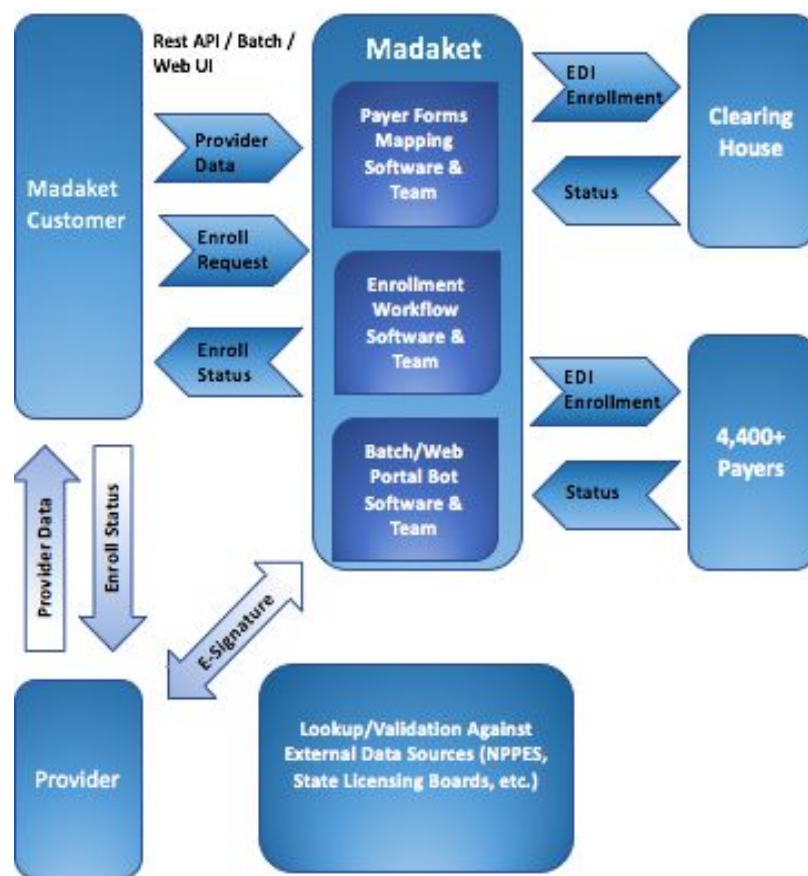 Rest API / Batch /
Web UI
Madaket
Customer
Provider
Data
Enroll
Request
Enroll
Status
Madaket
Payer Forms
Mapping
Software &
Team
Enrollment
Workflow
Software &
Team
Batch/Web
Portal Bot
Software &
Team
EDI
Enrollment
Status
Clearing
House
EDI
Enrollment
Status
4,400+
Payers
Provider Data
Enroll Status
E-Signature
Provider
Lookup/Validation Against
External Data Sources (NPPES,
State Licensing Boards, etc.)